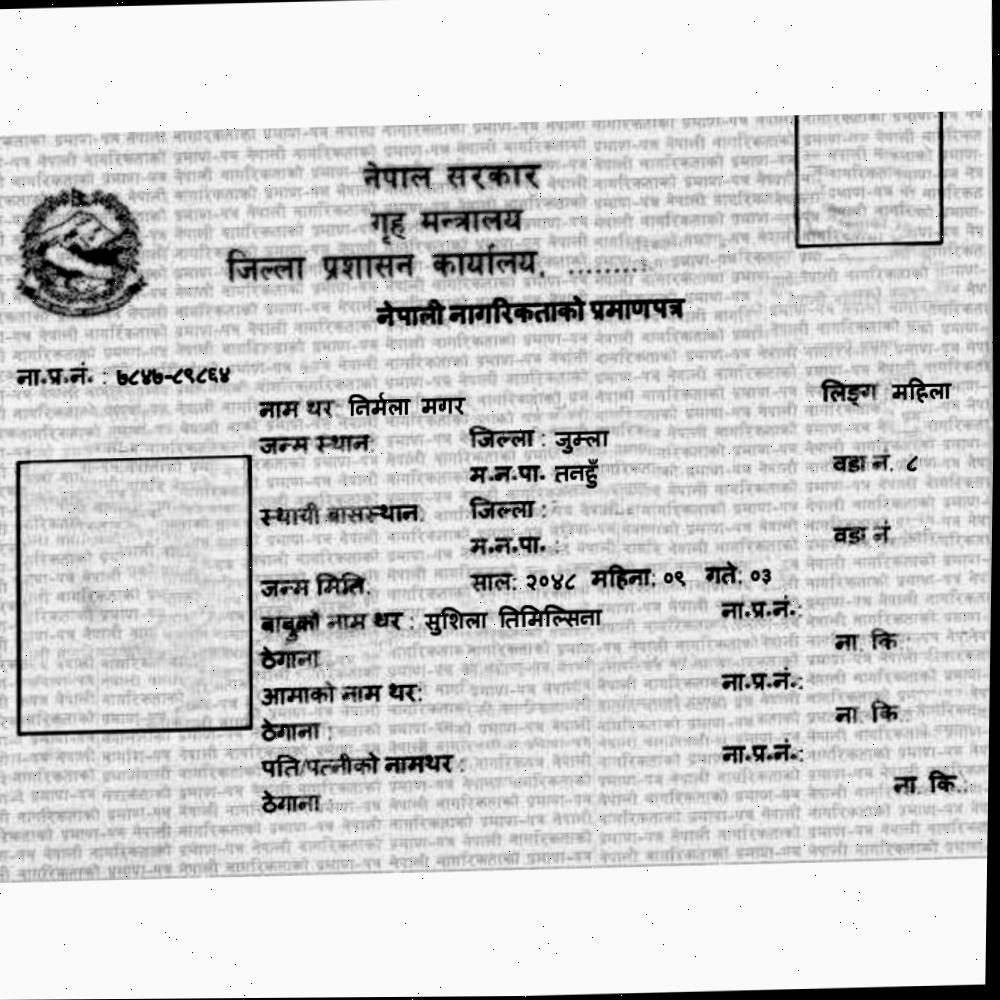 नेपाल सरकार
गृह मन्त्रालय
जिल्ला प्रशासन कार्यालय, .........
नेपाली नागरिकताको प्रमाणपत्र
ना.प्र.नं. : ७८४७-८९८६४
लिङ्ग महिला
नाम थर: निर्मला मगर
जन्म स्थान: जिल्ला : जुम्ला
म.न.पा. तनहुँ वडा नं. ८
स्थायी बासस्थान: जिल्ला :
म.न.पा. : वडा नं.
जन्म मिति: साल: २०४८ महिना: ०९ गते: ०३
बाबुको नाम थर : सुशिला तिमिल्सिना ना.प्र.नं.:
ठेगाना ना. कि.
आमाको नाम थर: ना.प्र.नं.:
ठेगाना : ना. कि.
पति/पत्नीको नामथर : ना.प्र.नं.:
ठेगाना : ना. कि.: